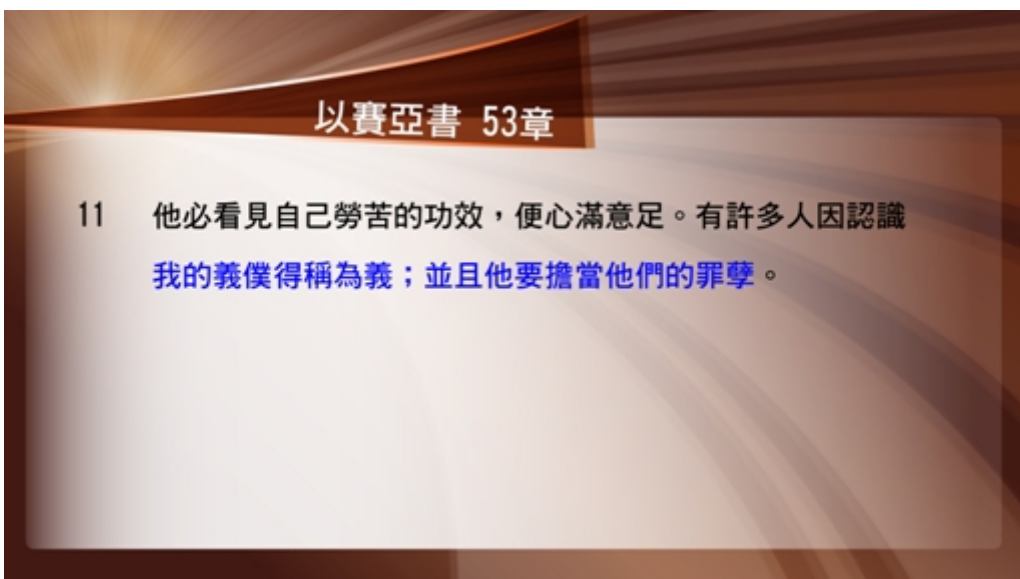 以賽亞書 53章
11 他必看見自己勞苦的功效，便心滿意足。有許多人因認識
我的義僕得稱為義；並且他要擔當他們的罪孽。